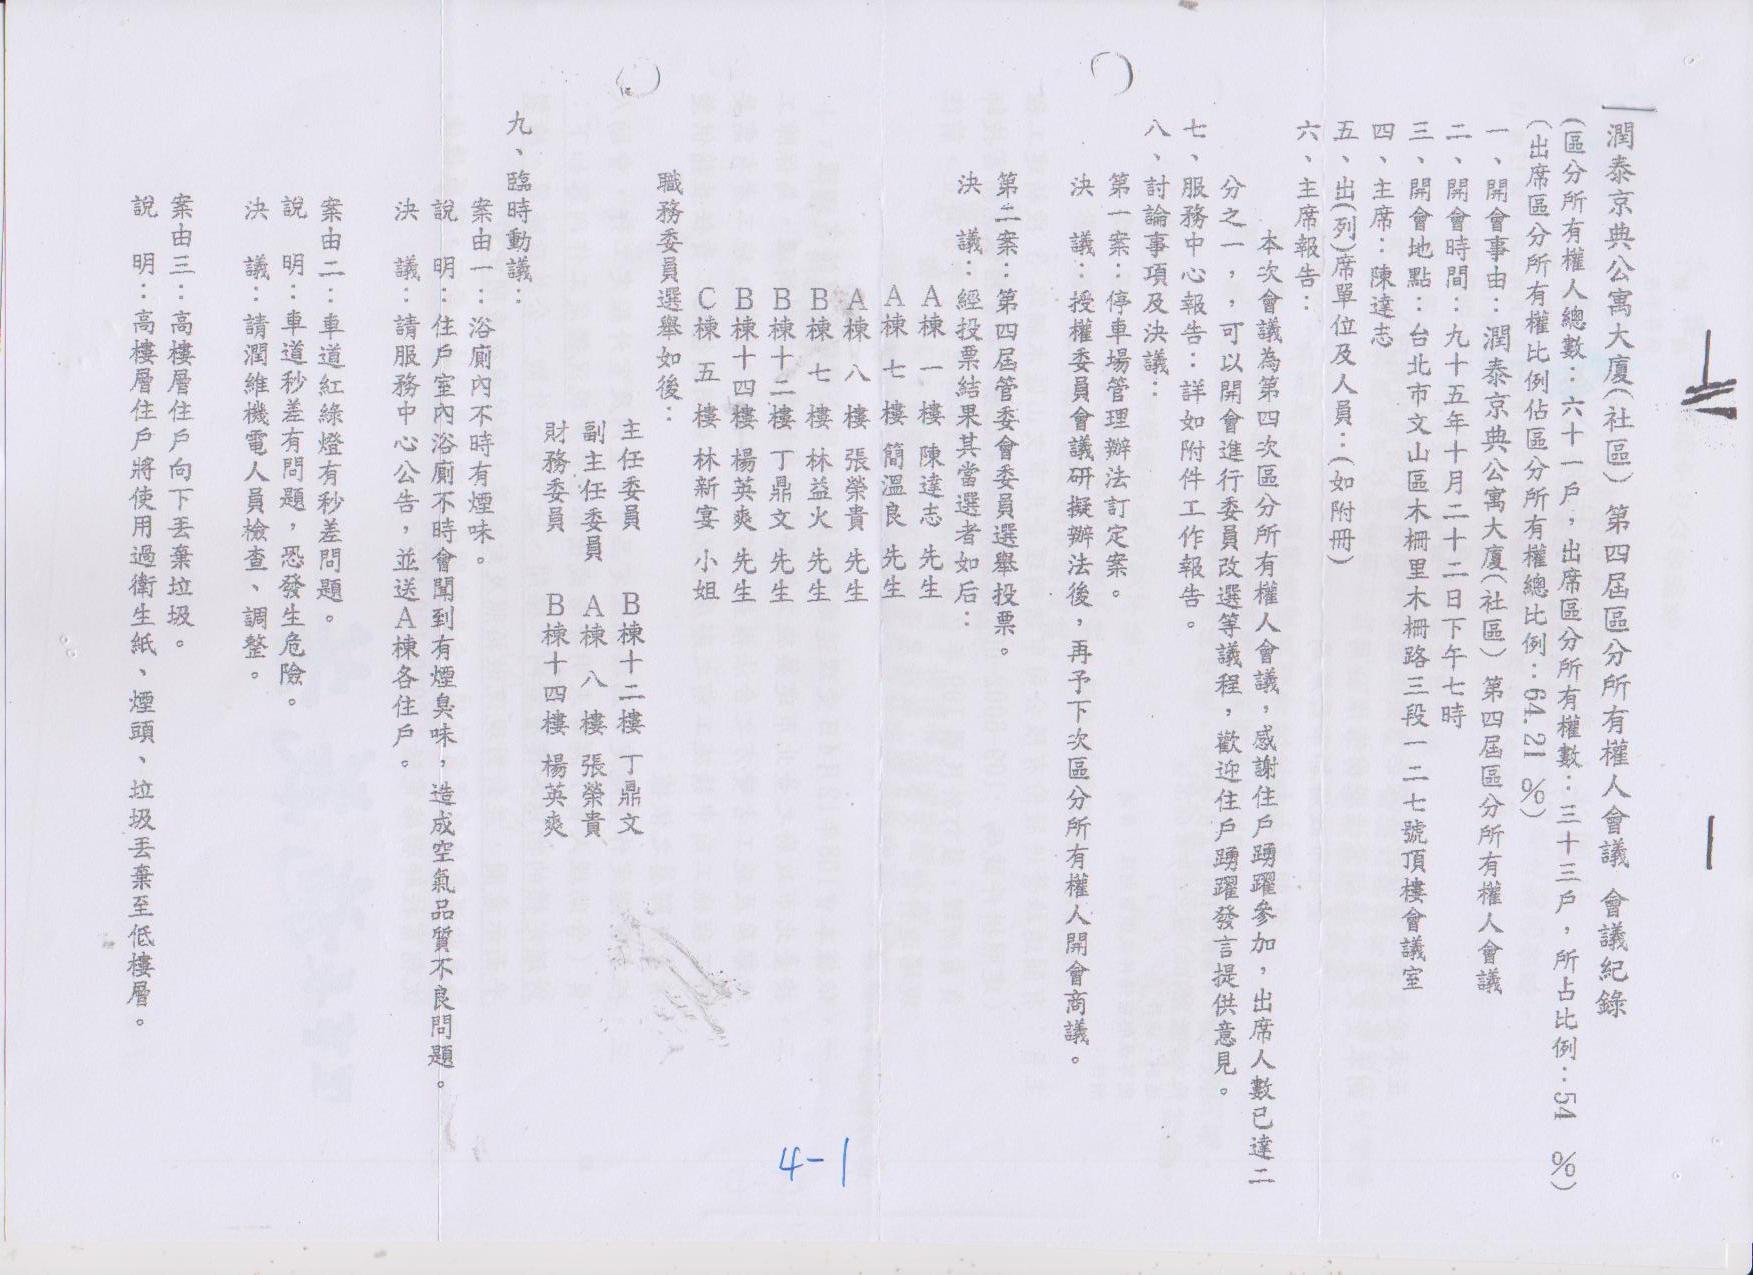 潤泰京典公寓大廈(社區)第四屆區分所有權人會議 會議紀錄
(區分所有權人總數：六十一戶，出席區分所有權數：三十三戶，所占比例：54 %)
(出席區分所有權比例佔區分所有權總比例：64.21 %)
一、開會事由：潤泰京典公寓大廈(社區)第四屆區分所有權人會議
二、開會時間：九十五年十月二十二日下午七時
三、開會地點：台北市文山區木柵里木柵路三段一二七號頂樓會議室
四、主席：陳達志
五、出(列)席單位及人員：(如附冊)
六、主席報告：
本次會議為第四次區分所有權人會議，感謝住戶踴躍參加，出席人數已達二
分之一，可以開會進行委員改選等議程，歡迎住戶踴躍發言提供意見。
七、服務中心報告：詳如附件工作報告。
八、討論事項及決議：
第一案：停車場管理辦法訂定案。
決　議：授權委員會議研擬辦法後，再予下次區分所有權人開會商議。
第二案：第四屆管委會委員選舉投票。
決　議：經投票結果其當選者如后：
A棟 一 樓 陳達志 先生
A棟 七 樓 簡溫良 先生
A棟 八 樓 張榮貴 先生
B棟 七 樓 林益火 先生
B棟十二樓 丁鼎文 先生
B棟十四樓 楊英爽 先生
C棟 五 樓 林新宴 小姐
職務委員選舉如後：
主任委員 B棟十二樓 丁鼎文
副主任委員 A棟 八 樓 張榮貴
財務委員 B棟十四樓 楊英爽
九、臨時動議：
案由一：浴廁內不時有煙味。
說　明：住戶室內浴廁不時會聞到有煙臭味，造成空氣品質不良問題。
決　議：請服務中心公告，並送A棟各住戶。
案由二：車道紅綠燈有秒差問題。
說　明：車道秒差有問題，恐發生危險。
決　議：請潤維機電人員檢查、調整。
案由三：高樓層住戶向下丟棄垃圾。
說　明：高樓層住戶將使用過衛生紙、煙頭、垃圾丟棄至低樓層。
4-1